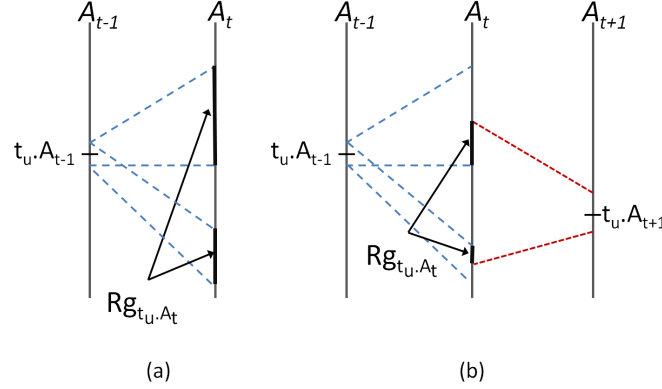 A_{t-1} A_t A_{t-1} A_t A_{t+1}
t_u.A_{t-1} t_u.A_{t-1}
t_u.A_{t+1}
Rg_{t_u.A_t}
Rg_{t_u.A_t}
(a) (b)